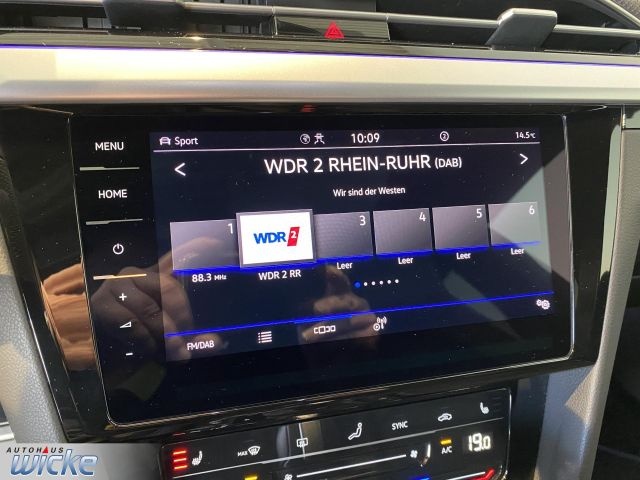 Sport 10:09 2 14.5°C
MENU
HOME
< WDR 2 RHEIN-RUHR (DAB) >
Wir sind der Westen
1 WDR 2 3 4 5 6
88.3 MHz WDR 2 RR Leer Leer Leer Leer
+
-
FM/DAB
MAX SYNC A/C 19.0
AUTOHAUS
WICKE